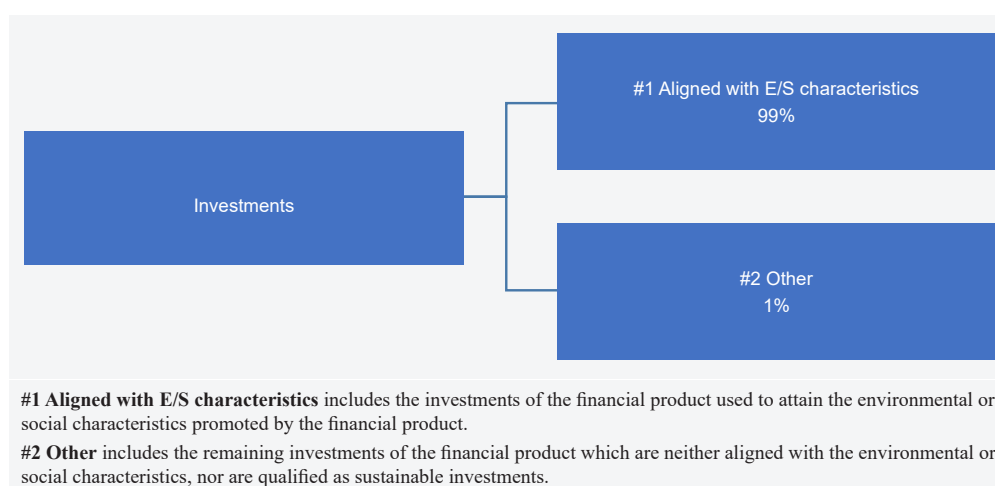 #1 Aligned with E/S characteristics
99%
Investments
#2 Other
1%
#1 Aligned with E/S characteristics includes the investments of the financial product used to attain the environmental or
social characteristics promoted by the financial product.
#2 Other includes the remaining investments of the financial product which are neither aligned with the environmental or
social characteristics, nor are qualified as sustainable investments.